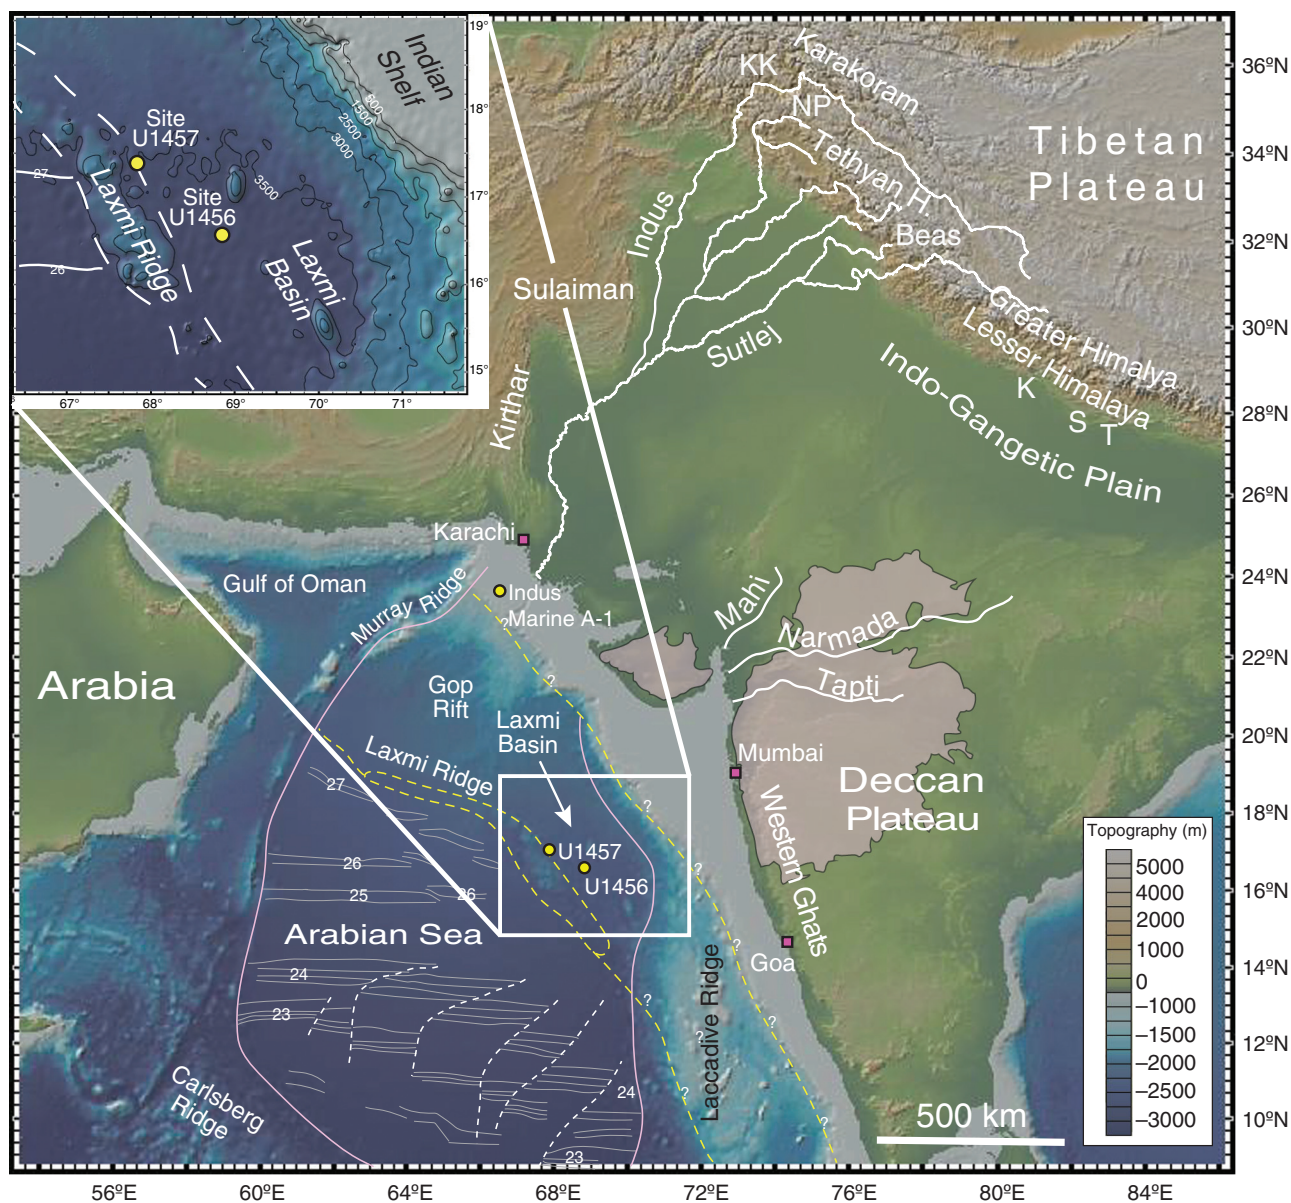 Indian
Shelf
19°
18°
17°
16°
15°
600
1500
2500
3000
3500
Site
U1457
Site
U1456
27
26
Laxmi Ridge
Laxmi
Basin
67°
68°
69°
70°
71°
Karakoram
KK
NP
Tethyan H.
Tibetan
Plateau
Indus
Beas
Sulaiman
Sutlej
Greater Himalya
Lesser Himalaya
K
S
T
Indo-Gangetic Plain
Kirthar
Karachi
Indus
Marine A-1
Gulf of Oman
Murray
Ridge
Mahi
Narmada
Tapti
Arabia
Gop
Rift
Laxmi
Basin
Laxmi Ridge
Mumbai
Deccan
Plateau
Western Ghats
U1457
U1456
27
26
25
26
Arabian Sea
Goa
24
23
Laccadive Ridge
24
23
Carlsberg
Ridge
?
?
?
?
?
?
?
?
?
?
500 km
Topography (m)
5000
4000
2000
1000
0
–1000
–1500
–2000
–2500
–3000
36ºN
34ºN
32ºN
30ºN
28ºN
26ºN
24ºN
22ºN
20ºN
18ºN
16ºN
14ºN
12ºN
10ºN
56ºE
60ºE
64ºE
68ºE
72ºE
76ºE
80ºE
84ºE